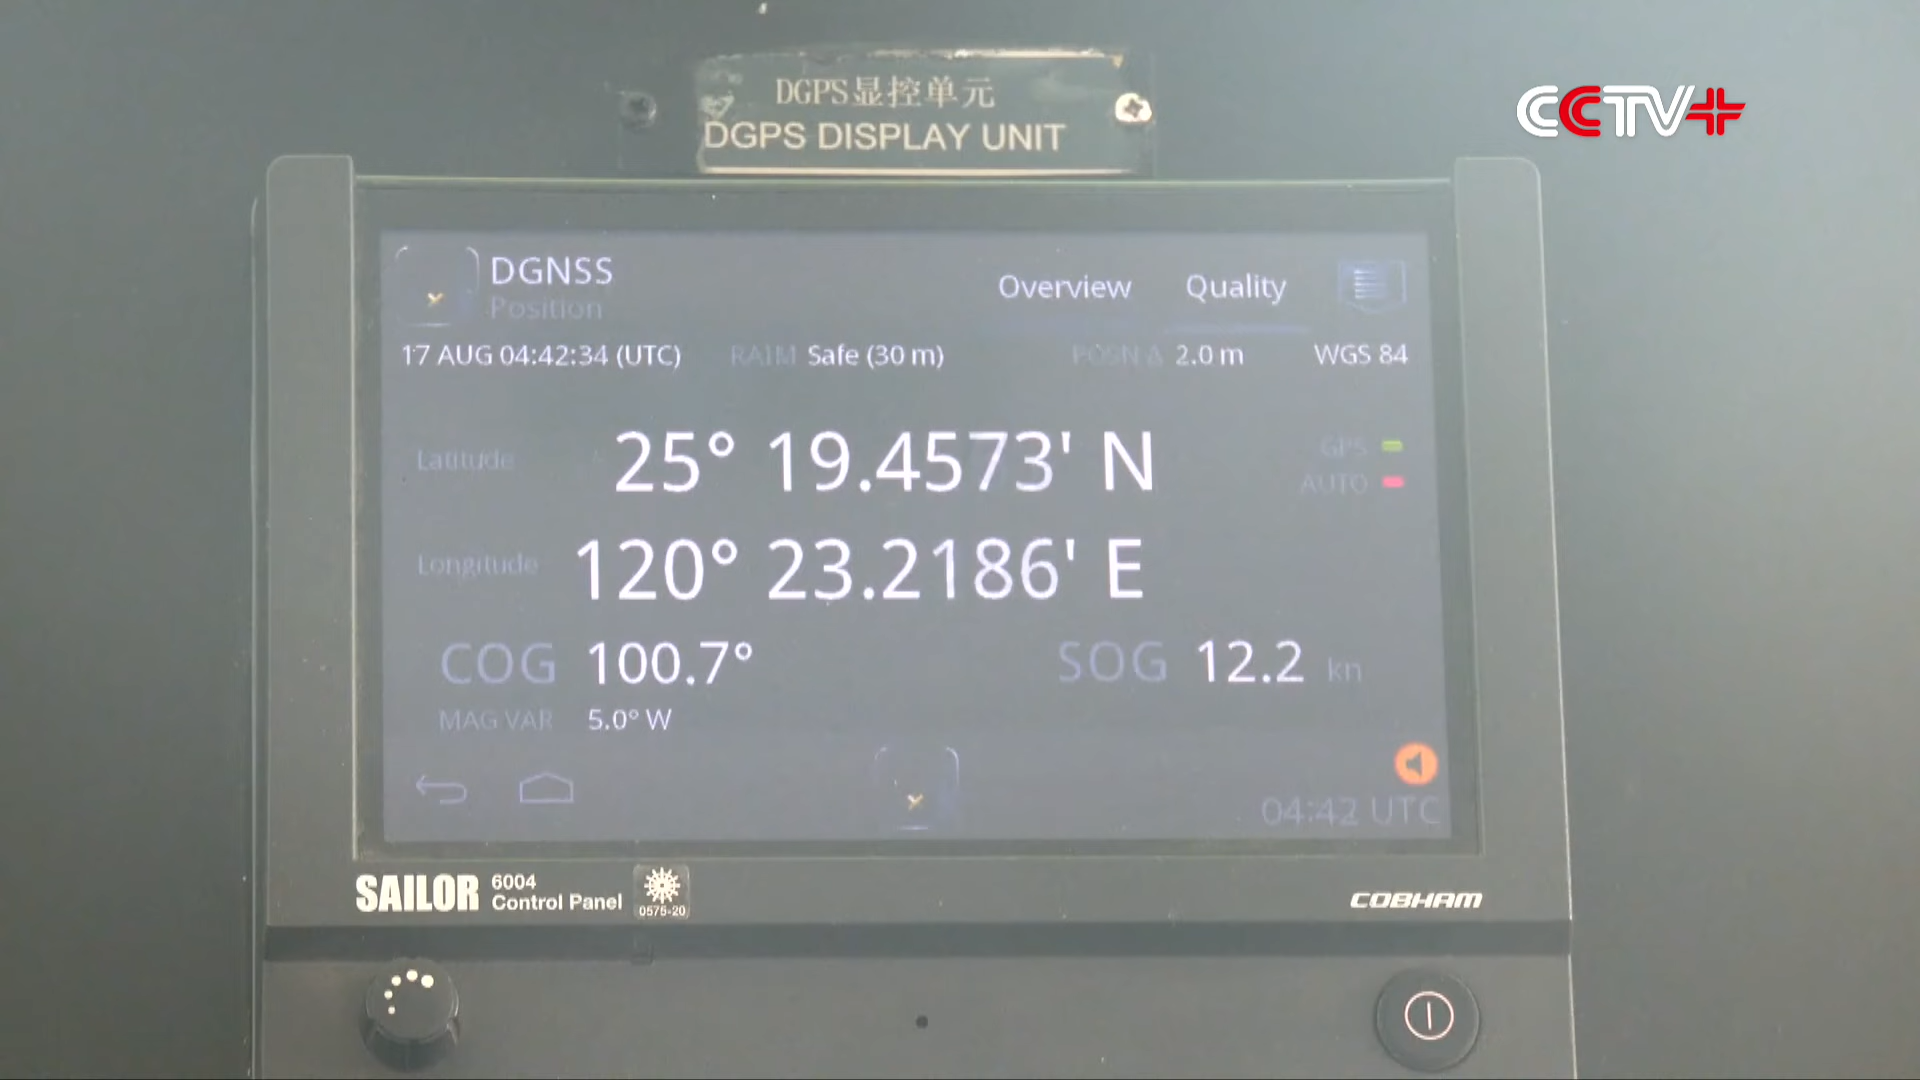 CCTV+
DGPS显控单元
DGPS DISPLAY UNIT
DGNSS
Position
Overview
Quality
17 AUG 04:42:34 (UTC)
RAIM Safe (30 m)
POSN Δ 2.0 m
WGS 84
Latitude 25° 19.4573' N
GPS
AUTO
Longitude 120° 23.2186' E
COG 100.7°
SOG 12.2 kn
MAG VAR 5.0° W
04:42 UTC
SAILOR 6004
Control Panel
0575-20
COBHAM